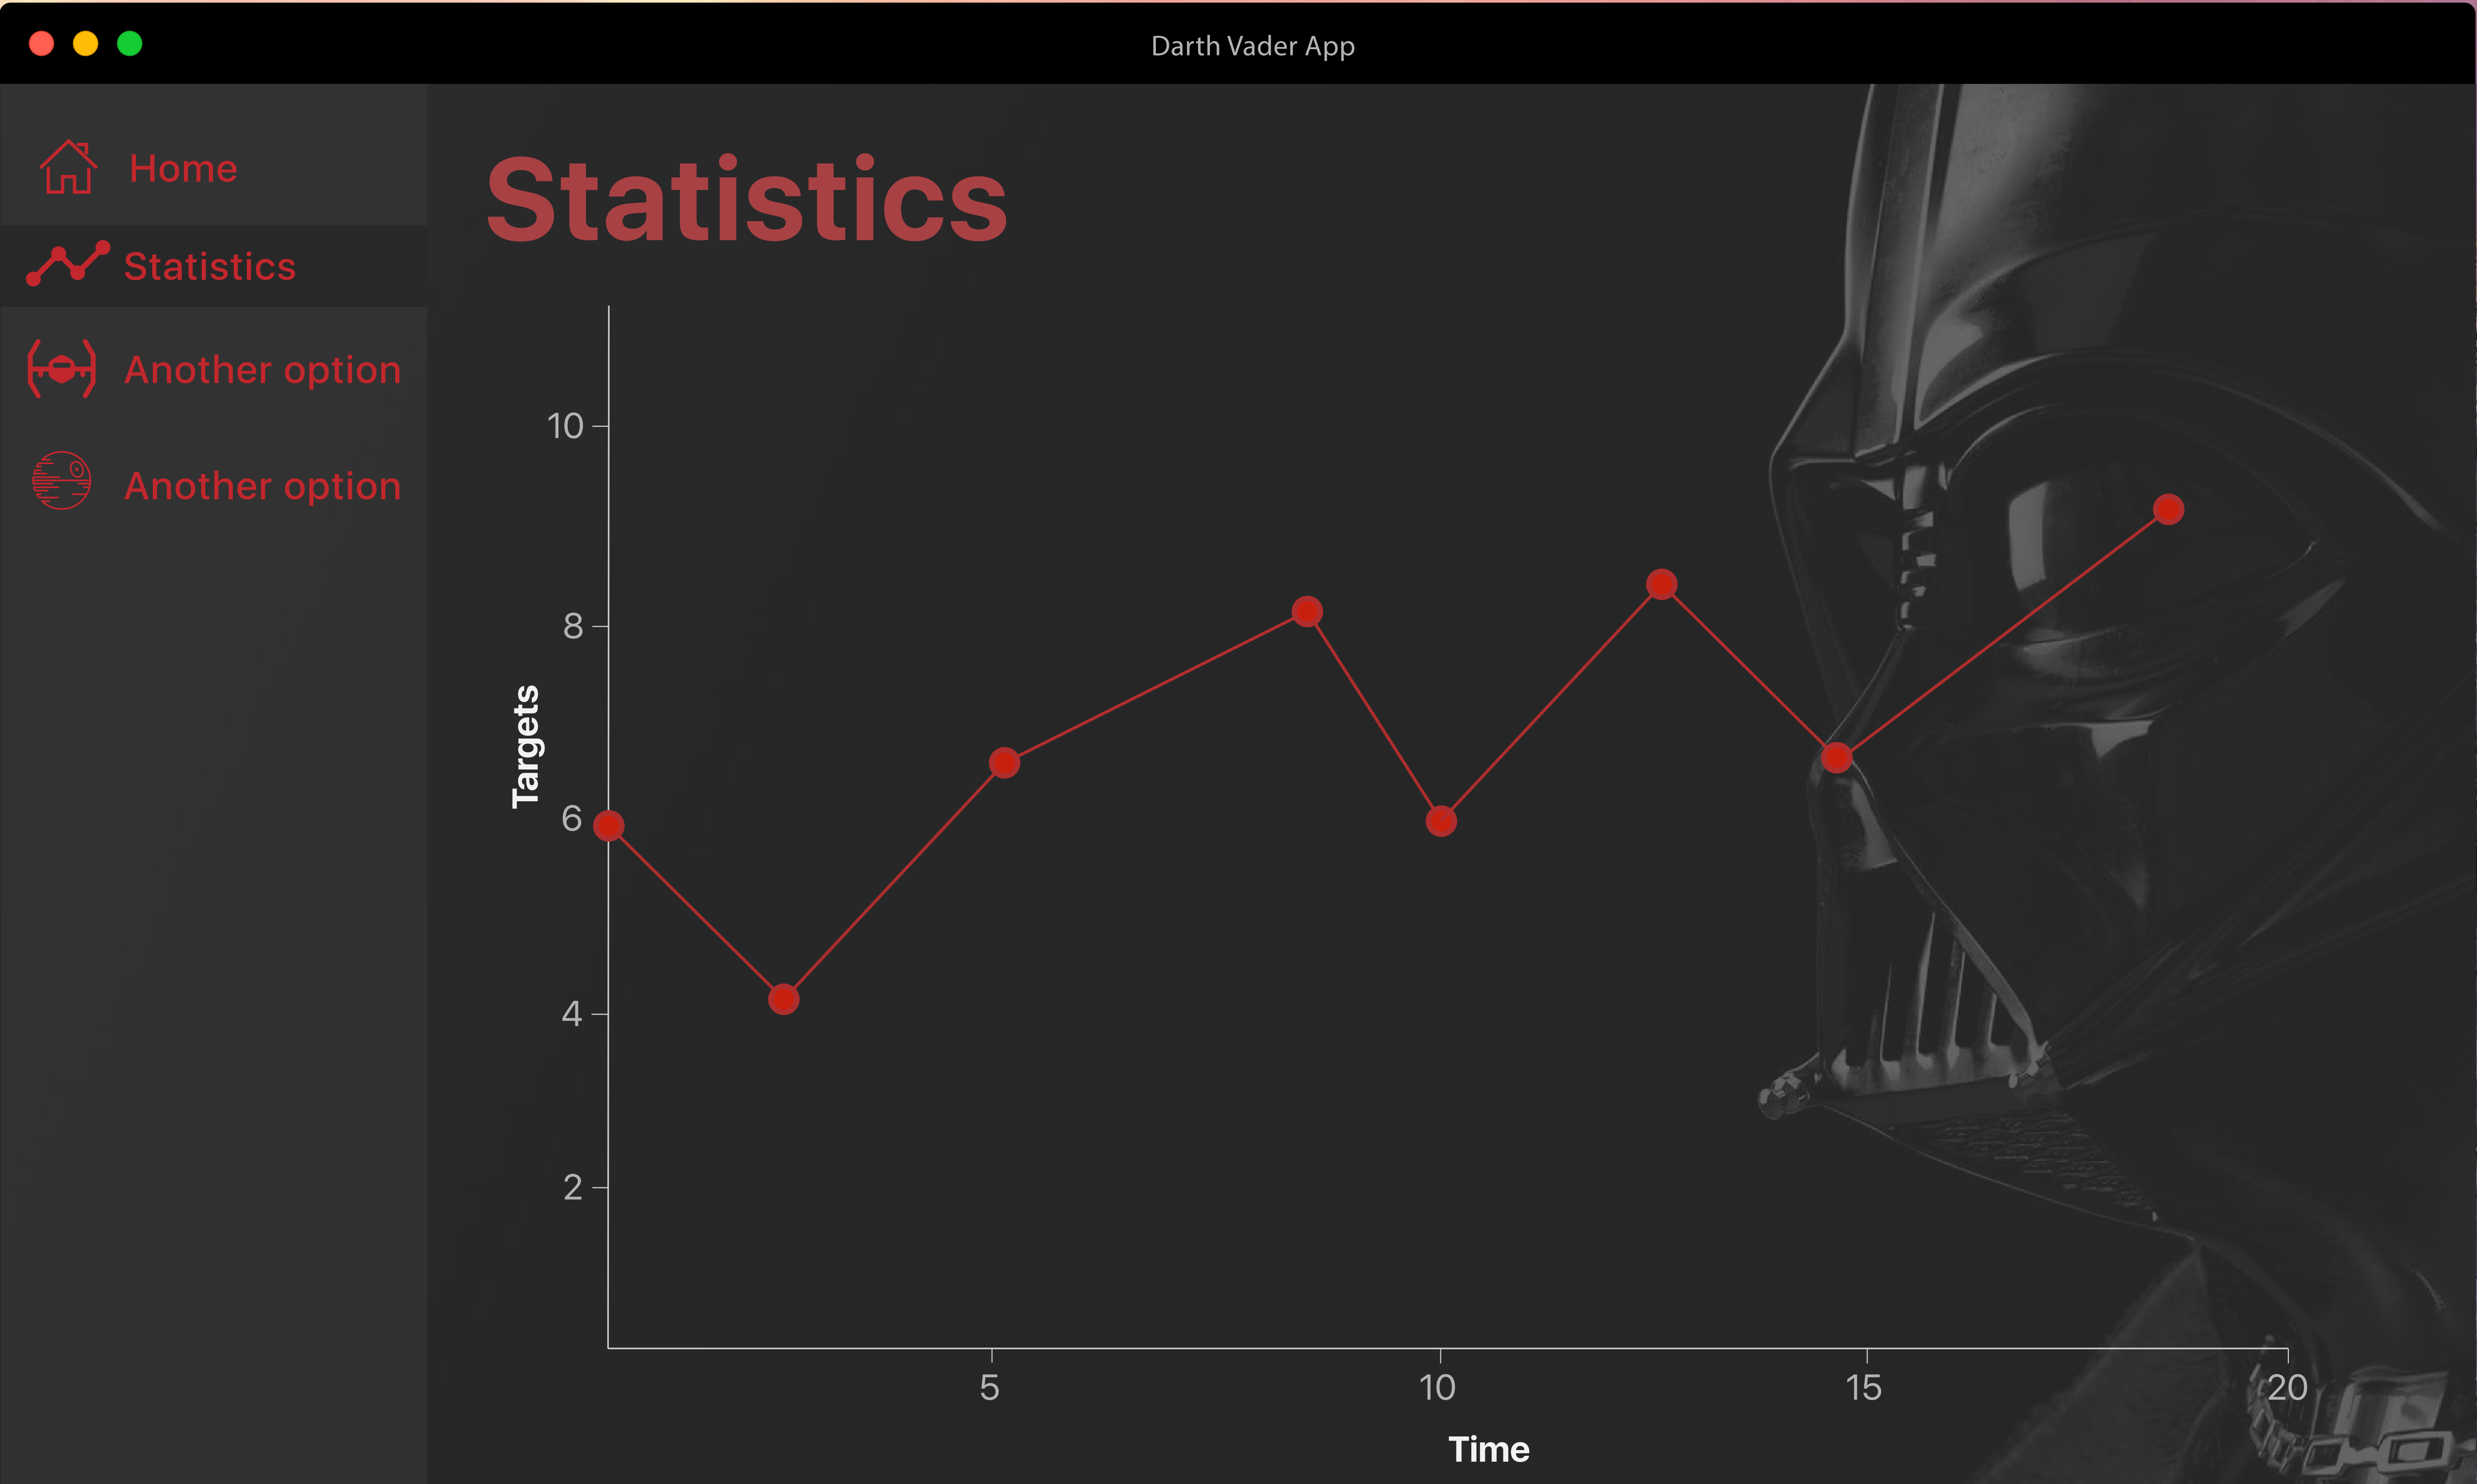 Darth Vader App
Home
Statistics
Another option
Another option
Statistics
10
8
6
4
2
Targets
5
10
15
20
Time